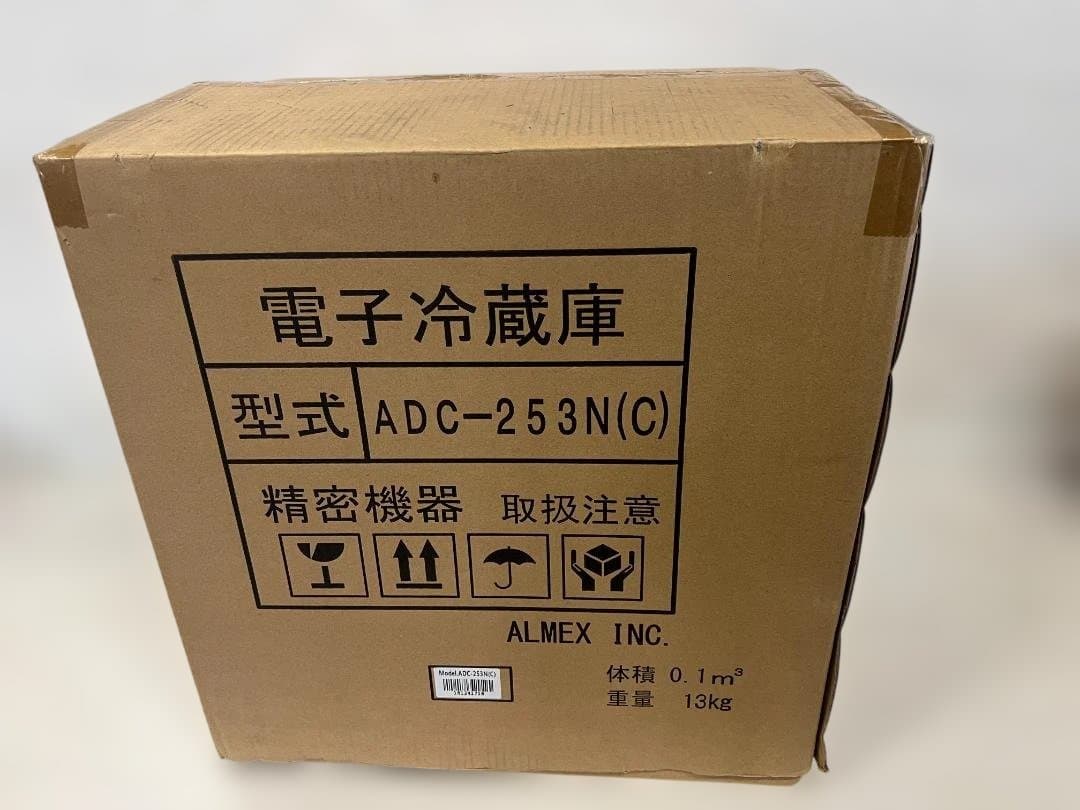 電子冷蔵庫
型式 ADC-253N(C)
精密機器 取扱注意
ALMEX INC.
Model.ADC-253N(C)
体積 0.1m³
重量 13kg